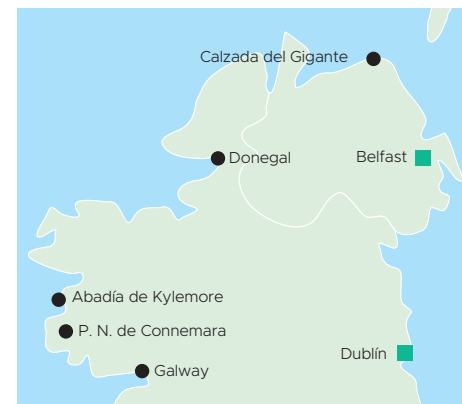 Calzada del Gigante
Donegal
Belfast
Abadía de Kylemore
P. N. de Connemara
Dublín
Galway